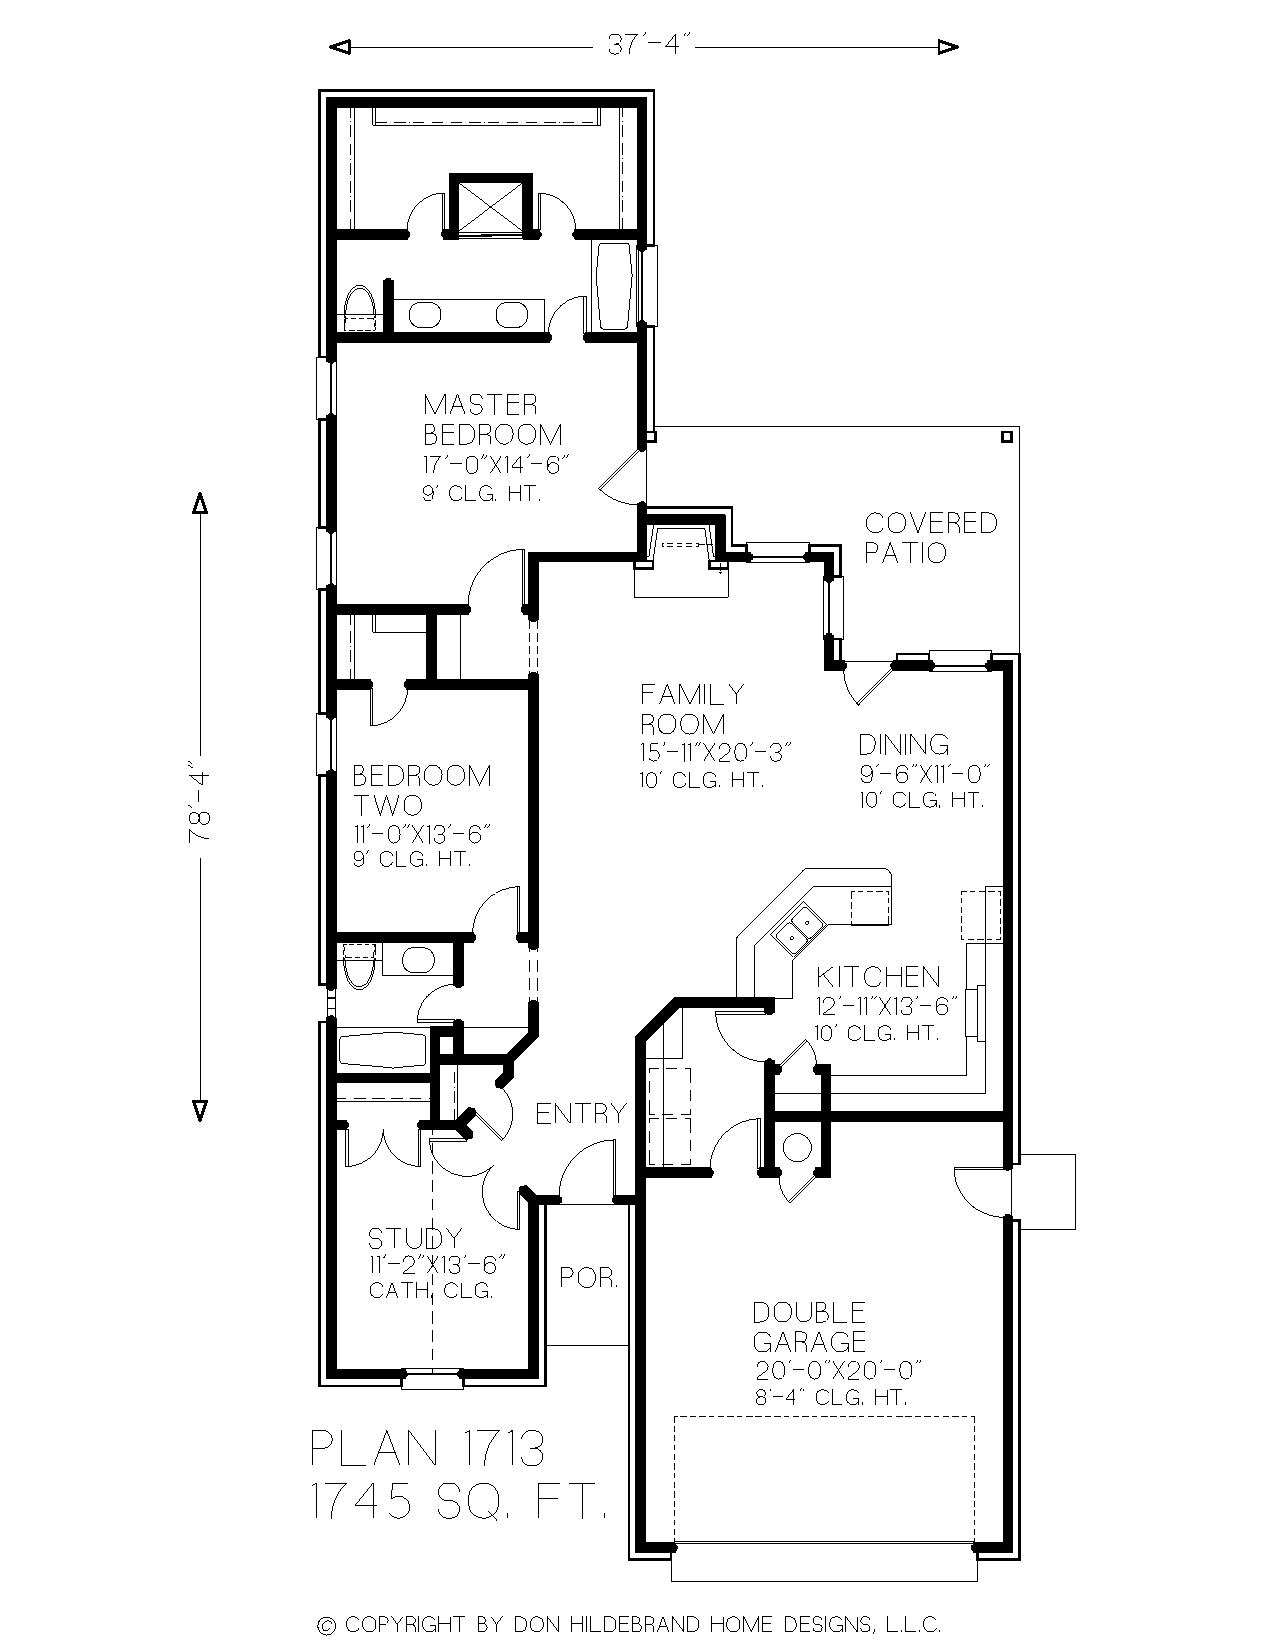 37'-4"
MASTER
BEDROOM
17'-0"X14'-6"
9' CLG. HT.
COVERED
PATIO
78'-4"
FAMILY
ROOM
15'-11"X20'-3"
10' CLG. HT.
DINING
9'-6"X11'-0"
10' CLG. HT.
BEDROOM
TWO
11'-0"X13'-6"
9' CLG. HT.
KITCHEN
12'-11"X13'-6"
10' CLG. HT.
ENTRY
STUDY
11'-2"X13'-6"
CATH. CLG.
POR.
DOUBLE
GARAGE
20'-0"X20'-0"
8'-4" CLG. HT.
PLAN 1713
1745 SQ. FT.
© COPYRIGHT BY DON HILDEBRAND HOME DESIGNS, L.L.C.